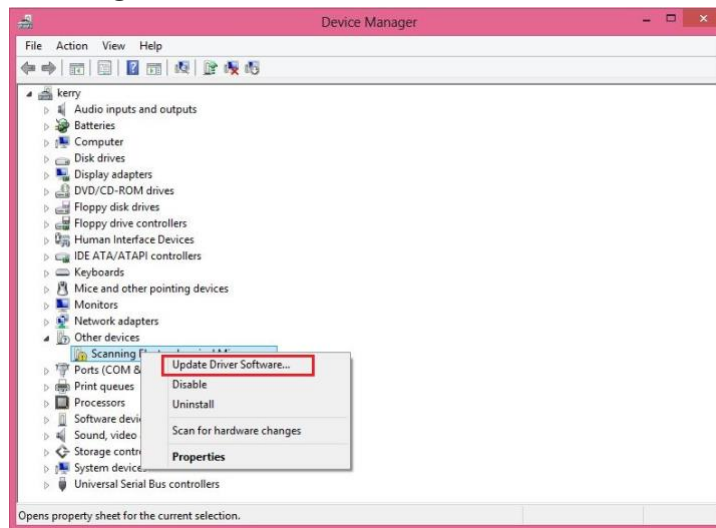 Device Manager
File Action View Help
kerry
Audio inputs and outputs
Batteries
Computer
Disk drives
Display adapters
DVD/CD-ROM drives
Floppy disk drives
Floppy drive controllers
Human Interface Devices
IDE ATA/ATAPI controllers
Keyboards
Mice and other pointing devices
Monitors
Network adapters
Other devices
Scanning
Update Driver Software...
Ports (COM &
Disable
Print queues
Processors
Uninstall
Software devi
Sound, video
Scan for hardware changes
Storage contr
Properties
System devices
Universal Serial Bus controllers
Opens property sheet for the current selection.